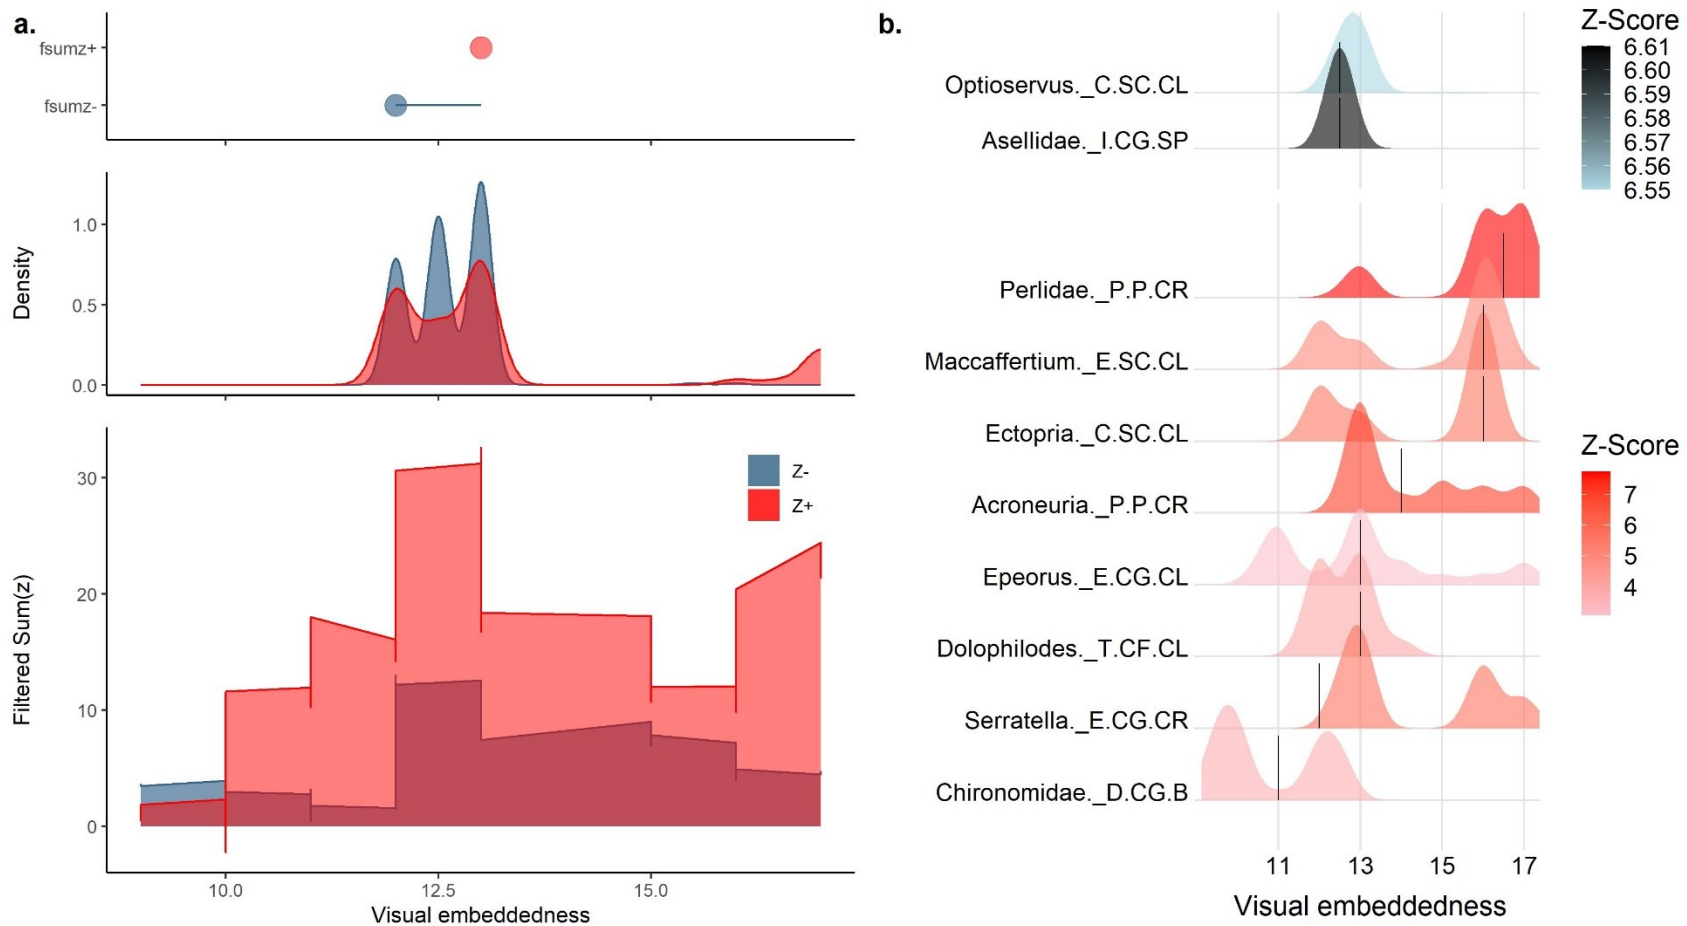 a.
fsumz+
fsumz-
Density
1.0
0.5
0.0
Filtered Sum(z)
30
20
10
0
Z-
Z+
10.0 12.5 15.0
Visual embeddedness
b.
Optioservus._C.SC.CL
Asellidae._I.CG.SP
Perlidae._P.P.CR
Maccaffertium._E.SC.CL
Ectopria._C.SC.CL
Acroneuria._P.P.CR
Epeorus._E.CG.CL
Dolophilodes._T.CF.CL
Serratella._E.CG.CR
Chironomidae._D.CG.B
11 13 15 17
Visual embeddedness
Z-Score
6.61
6.60
6.59
6.58
6.57
6.56
6.55
Z-Score
7
6
5
4